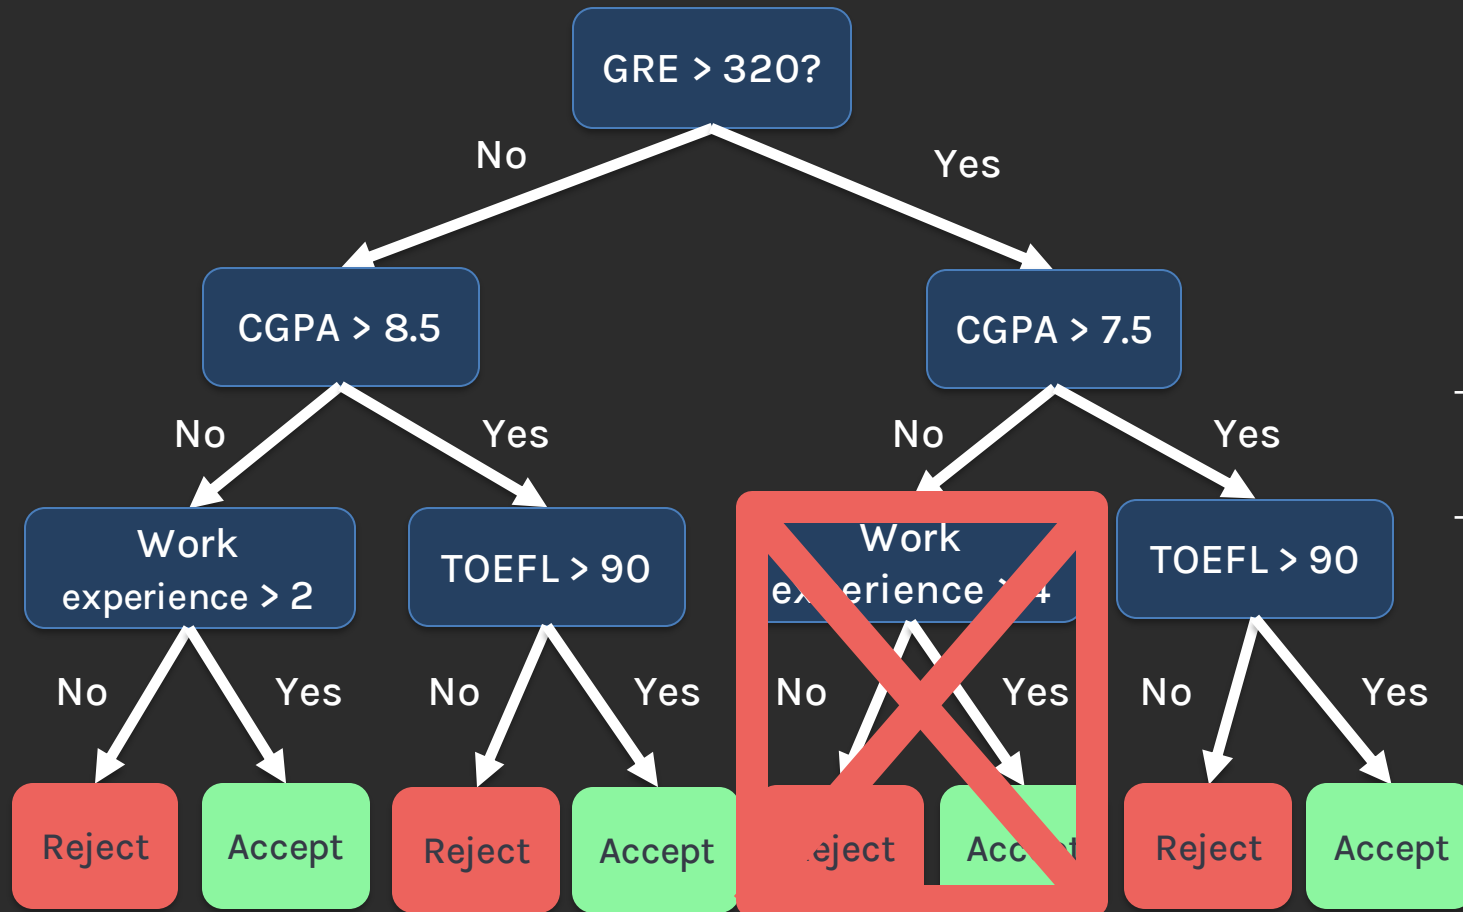 GRE > 320?
No
Yes
CGPA > 8.5
CGPA > 7.5
No
Yes
No
Yes
Work
experience > 2
TOEFL > 90
Work
TOEFL > 90
No
Yes
No
Yes
No
Yes
No
Yes
Reject
Accept
Reject
Accept
Reject
Accept